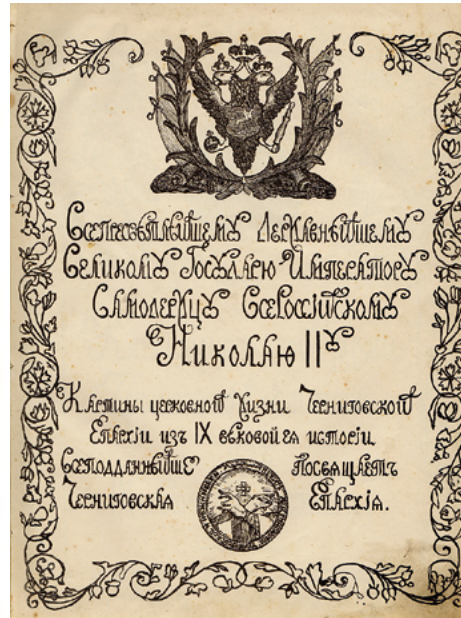 Всепресвѣтлѣйшему Державнѣйшему
Великому Государю Императору
Самодержцу Всероссійскому
Николаю IIу
Картины церковной жизни Черниговской
Епархіи изъ IX вѣковой ея исторіи
Всеподданнѣйше посвящаетъ
Черниговская Епархія.